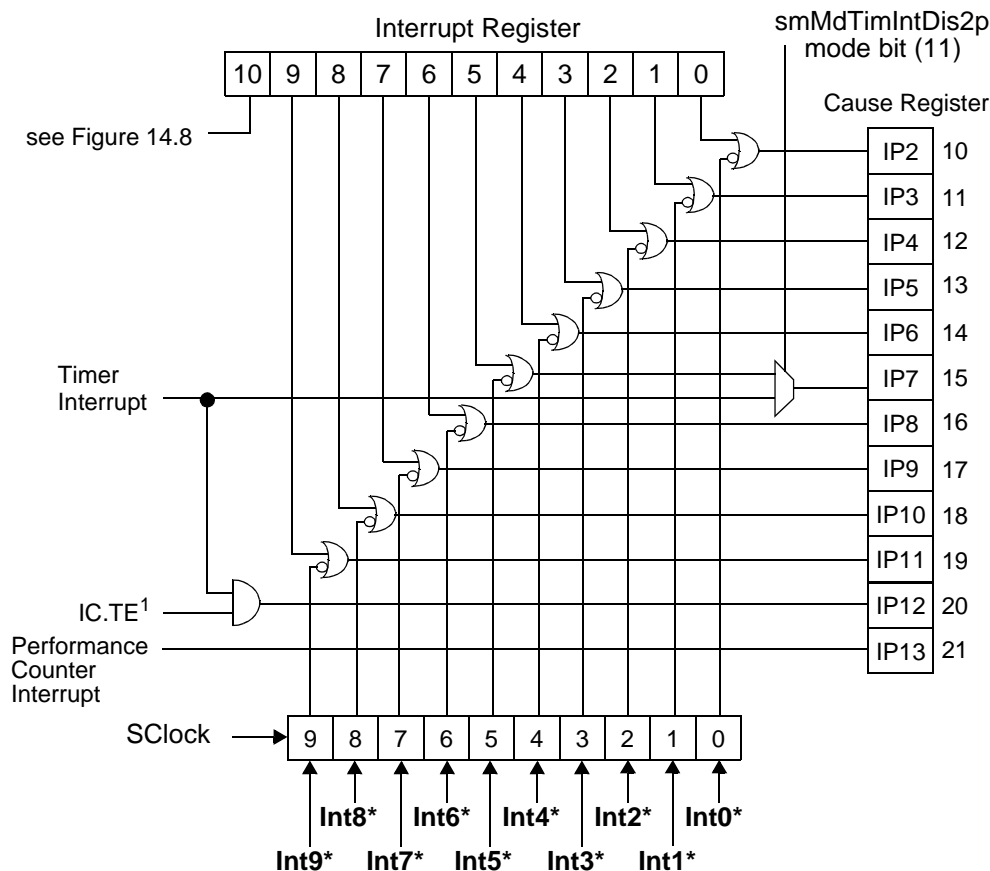 Interrupt Register
smMdTimIntDis2p
mode bit (11)
10 9 8 7 6 5 4 3 2 1 0
Cause Register
see Figure 14.8
IP2 10
IP3 11
IP4 12
IP5 13
IP6 14
Timer
Interrupt
IP7 15
IP8 16
IP9 17
IP10 18
IP11 19
IC.TE1
IP12 20
Performance
Counter
Interrupt
IP13 21
SClock
9 8 7 6 5 4 3 2 1 0
Int8* Int6* Int4* Int2* Int0*
Int9* Int7* Int5* Int3* Int1*